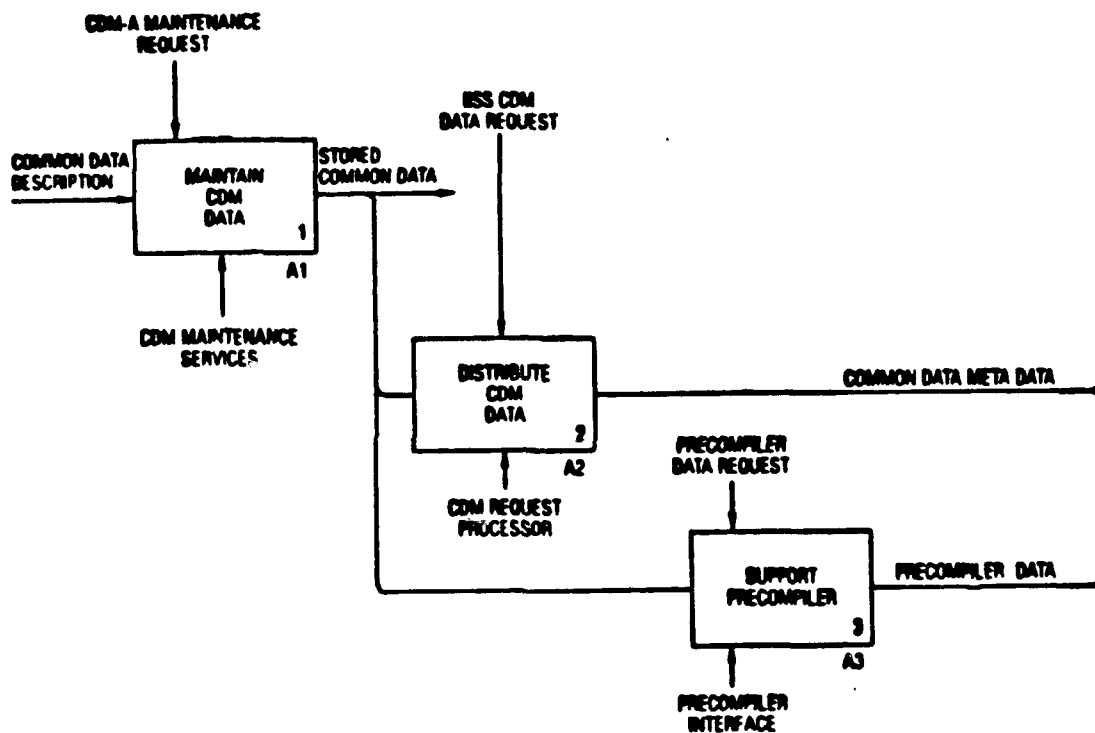 CDM-A MAINTENANCE
REQUEST
IISS CDM
DATA REQUEST
COMMON DATA
DESCRIPTION
MAINTAIN
CDM
DATA
1
STORED
COMMON DATA
A1
CDM MAINTENANCE
SERVICES
DISTRIBUTE
CDM
DATA
2
COMMON DATA META DATA
A2
CDM REQUEST
PROCESSOR
PRECOMPILER
DATA REQUEST
SUPPORT
PRECOMPILER
3
PRECOMPILER DATA
A3
PRECOMPILER
INTERFACE